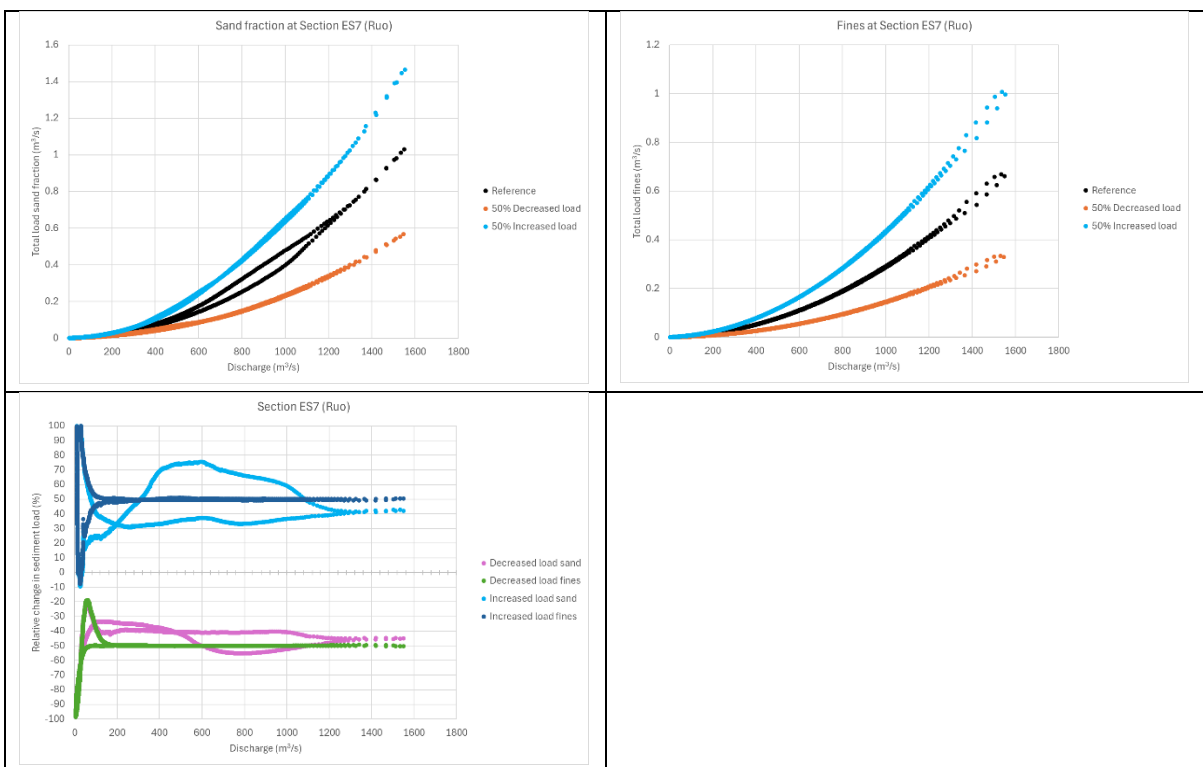 Sand fraction at Section ES7 (Ruo)
Total load sand fraction (m³/s)
1.6
1.4
1.2
1
0.8
0.6
0.4
0.2
0
0 200 400 600 800 1000 1200 1400 1600 1800
Discharge (m³/s)
Reference
50% Decreased load
50% Increased load
Fines at Section ES7 (Ruo)
Total load fines (m³/s)
1.2
1
0.8
0.6
0.4
0.2
0
0 200 400 600 800 1000 1200 1400 1600 1800
Discharge (m³/s)
Reference
50% Decreased load
50% Increased load
Section ES7 (Ruo)
Relative change in sediment load (%)
100
90
80
70
60
50
40
30
20
10
0
-10
-20
-30
-40
-50
-60
-70
-80
-90
-100
0 200 400 600 800 1000 1200 1400 1600 1800
Discharge (m³/s)
Decreased load sand
Decreased load fines
Increased load sand
Increased load fines